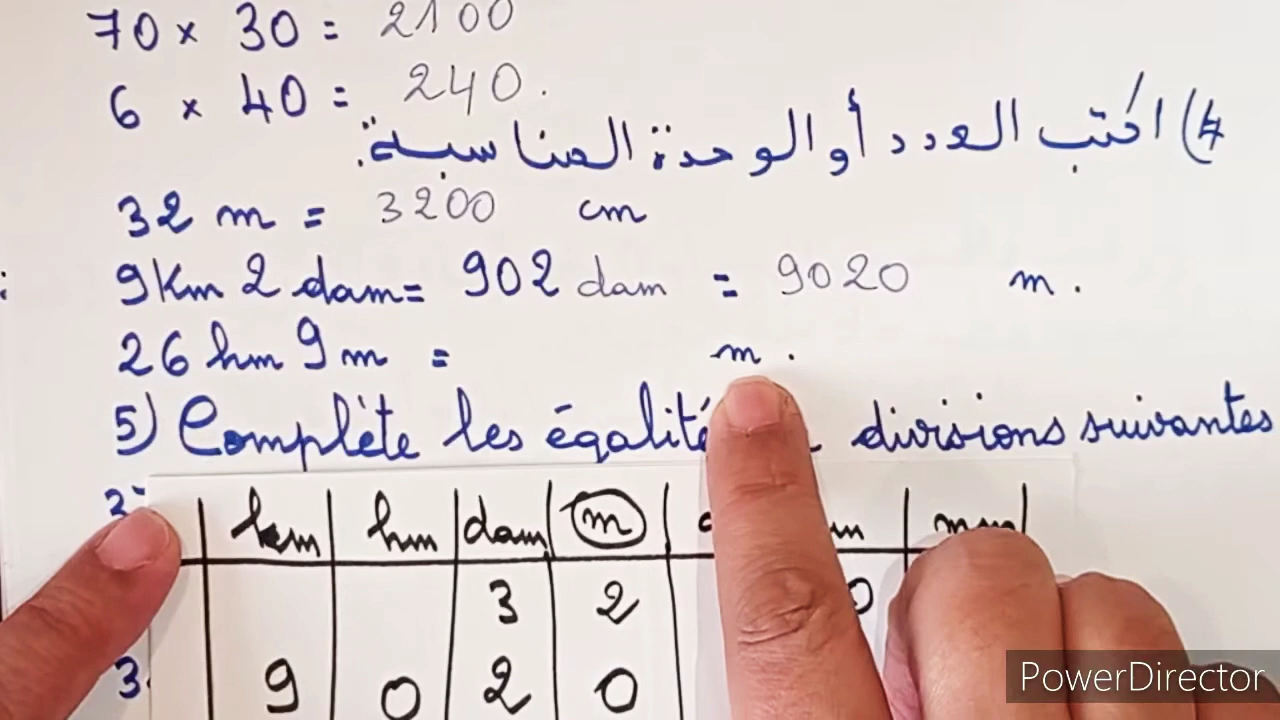 70 × 30 = 2100
6 × 40 = 240.
4) اكتب العدد أو الوحدة المناسبة.
32 m = 3200 cm
9 Km 2 dam = 902 dam = 9020 m.
:
26 hm 9 m = m.
5) Complète les divisions suivantes
km hm dam m
3 2
3
9 0 2 0
PowerDirector